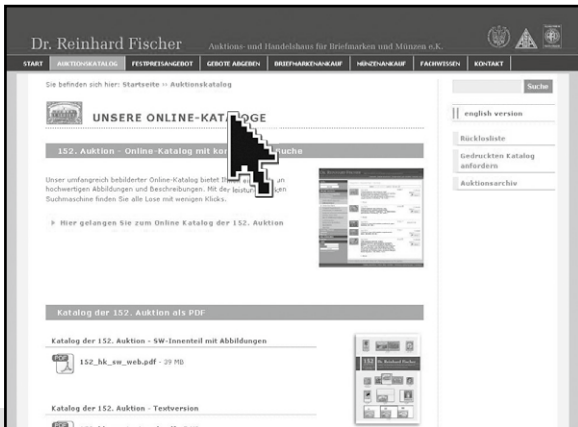 Dr. Reinhard Fischer
Auktions- und Handelshaus für Briefmarken und Münzen e.K.
START AUKTIONSKATALOG FESTPREISANGEBOT GEBOTE ABGEBEN BRIEFMARKENANKAUF MÜNZENANKAUF FACHWISSEN KONTAKT
Sie befinden sich hier: Startseite ›› Auktionskatalog
Suche
UNSERE ONLINE-KATALOGE
english version
Rücklosliste
Gedruckten Katalog
anfordern
Auktionsarchiv
152. Auktion - Online-Katalog mit Suche
Unser umfangreich bebilderter Online-Katalog bietet
hochwertigen Abbildungen und Beschreibungen. Mit der
Suchmaschine finden Sie alle Lose mit wenigen Klicks.
Hier gelangen Sie zum Online Katalog der 152. Auktion
Katalog der 152. Auktion als PDF
Katalog der 152. Auktion - SW-Innenteil mit Abbildungen
PDF
152_hk_sw_web.pdf - 39 MB
152 Dr. Reinhard Fischer
Katalog der 152. Auktion - Textversion
PDF